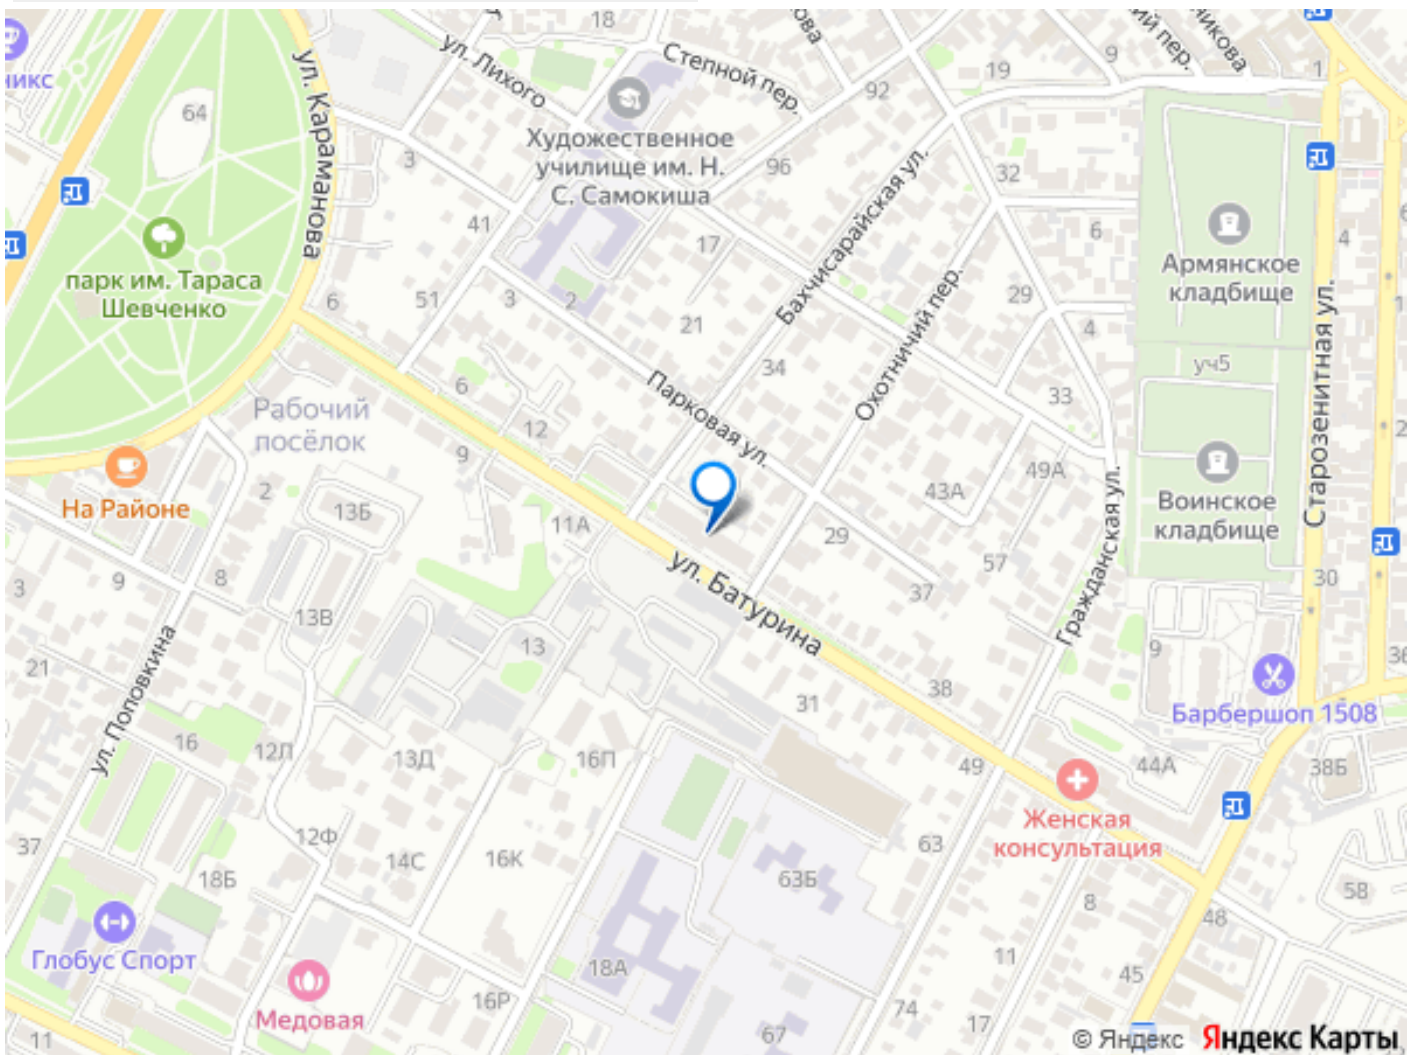 18
ул. Лихого
Степной пер.
92
19
9
1
никова
никс
ул. Караманова
64
3
Художественное
училище им. Н.
С. Самокиша
96
Бахчисарайская ул.
32
41
17
6
4
Армянское
кладбище
парк им. Тараса
Шевченко
6
51
3
2
21
Охотничий пер.
29
4
Старозенитная ул.
34
уч5
33
6
Парковая ул.
Рабочий
посёлок
12
9
49А
43А
Воинское
кладбище
На Районе
2
13Б
11А
29
57
Гражданская ул.
30
3
9
8
ул. Батурина
37
13В
13
9
36
21
ул. Поповкина
38
31
Барбершоп 1508
16
12Л
13Д
16П
49
44А
38Б
Женская
консультация
37
12Ф
14С
16К
63
18Б
63Б
8
58
48
Глобус Спорт
18А
11
45
16Р
74
17
Медовая
67
11
© Яндекс Яндекс Карты